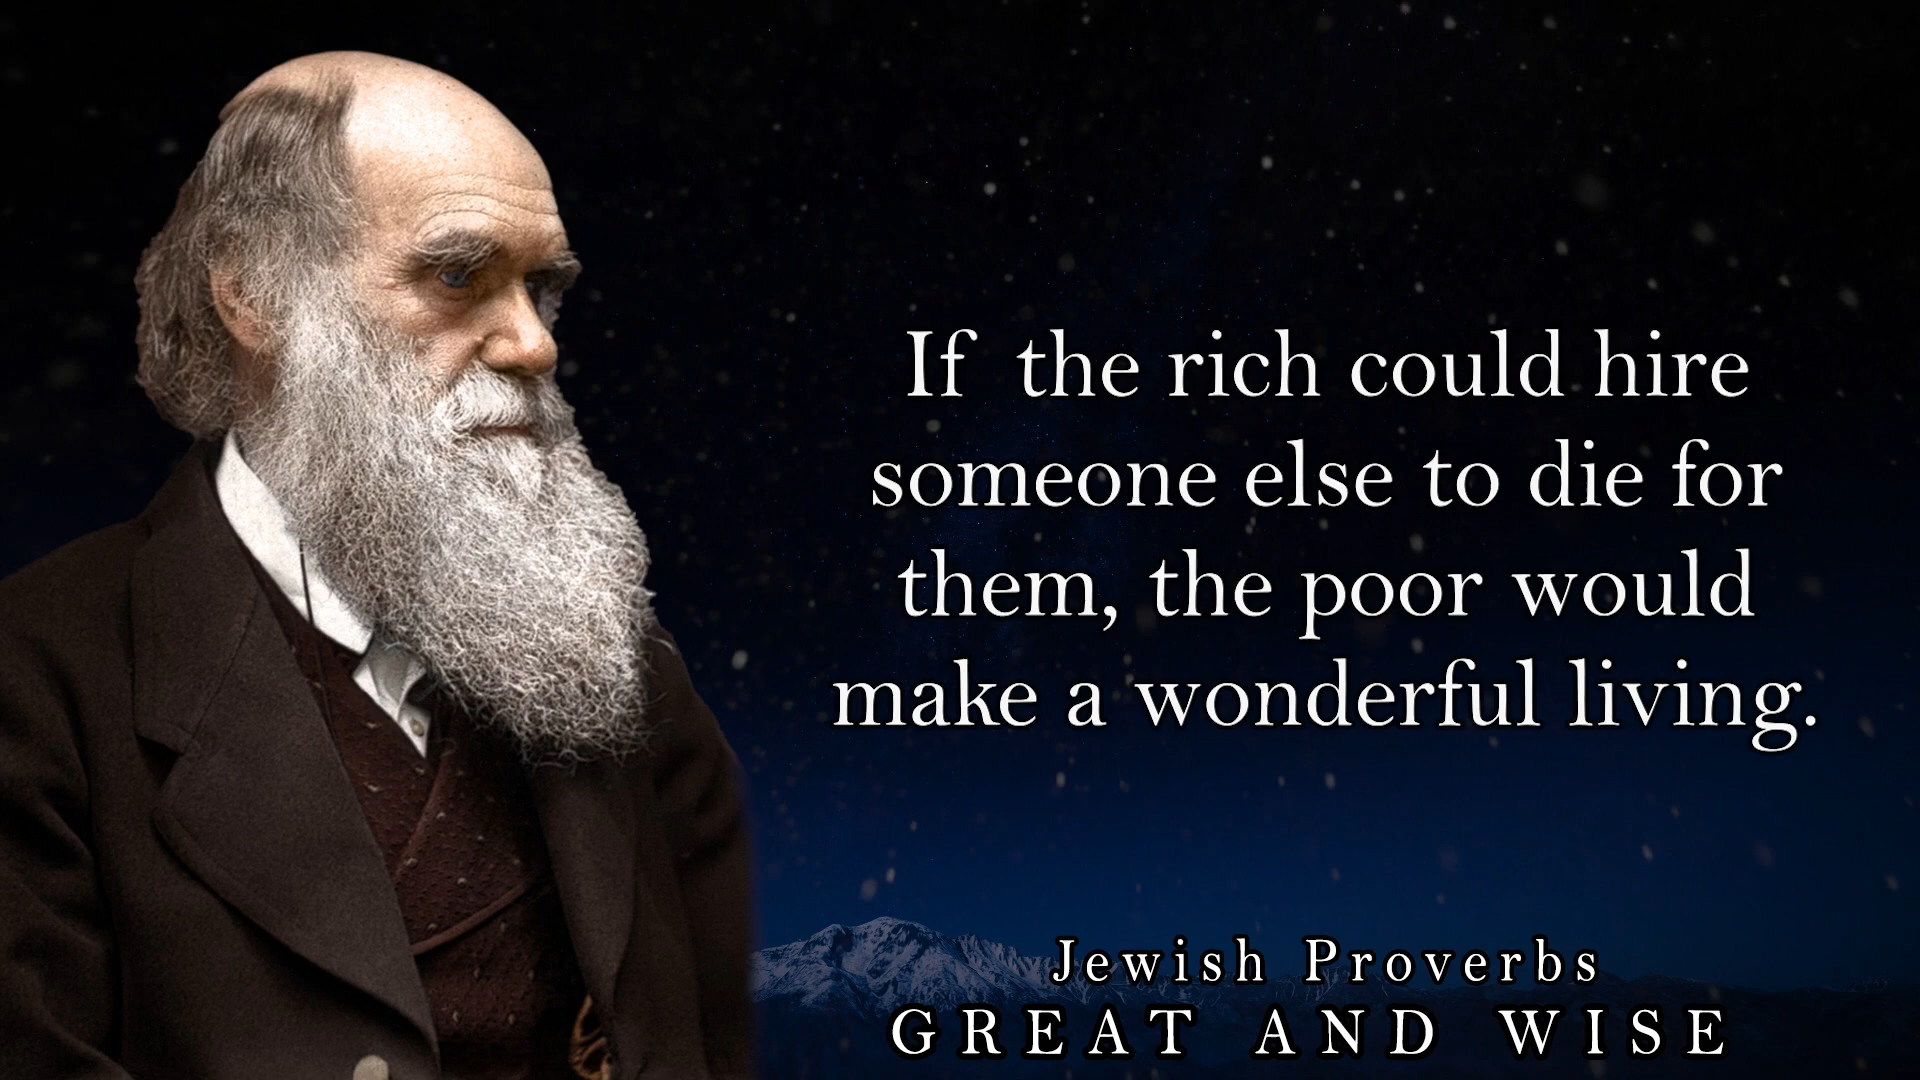 If the rich could hire
someone else to die for
them, the poor would
make a wonderful living.
Jewish Proverbs
GREAT AND WISE